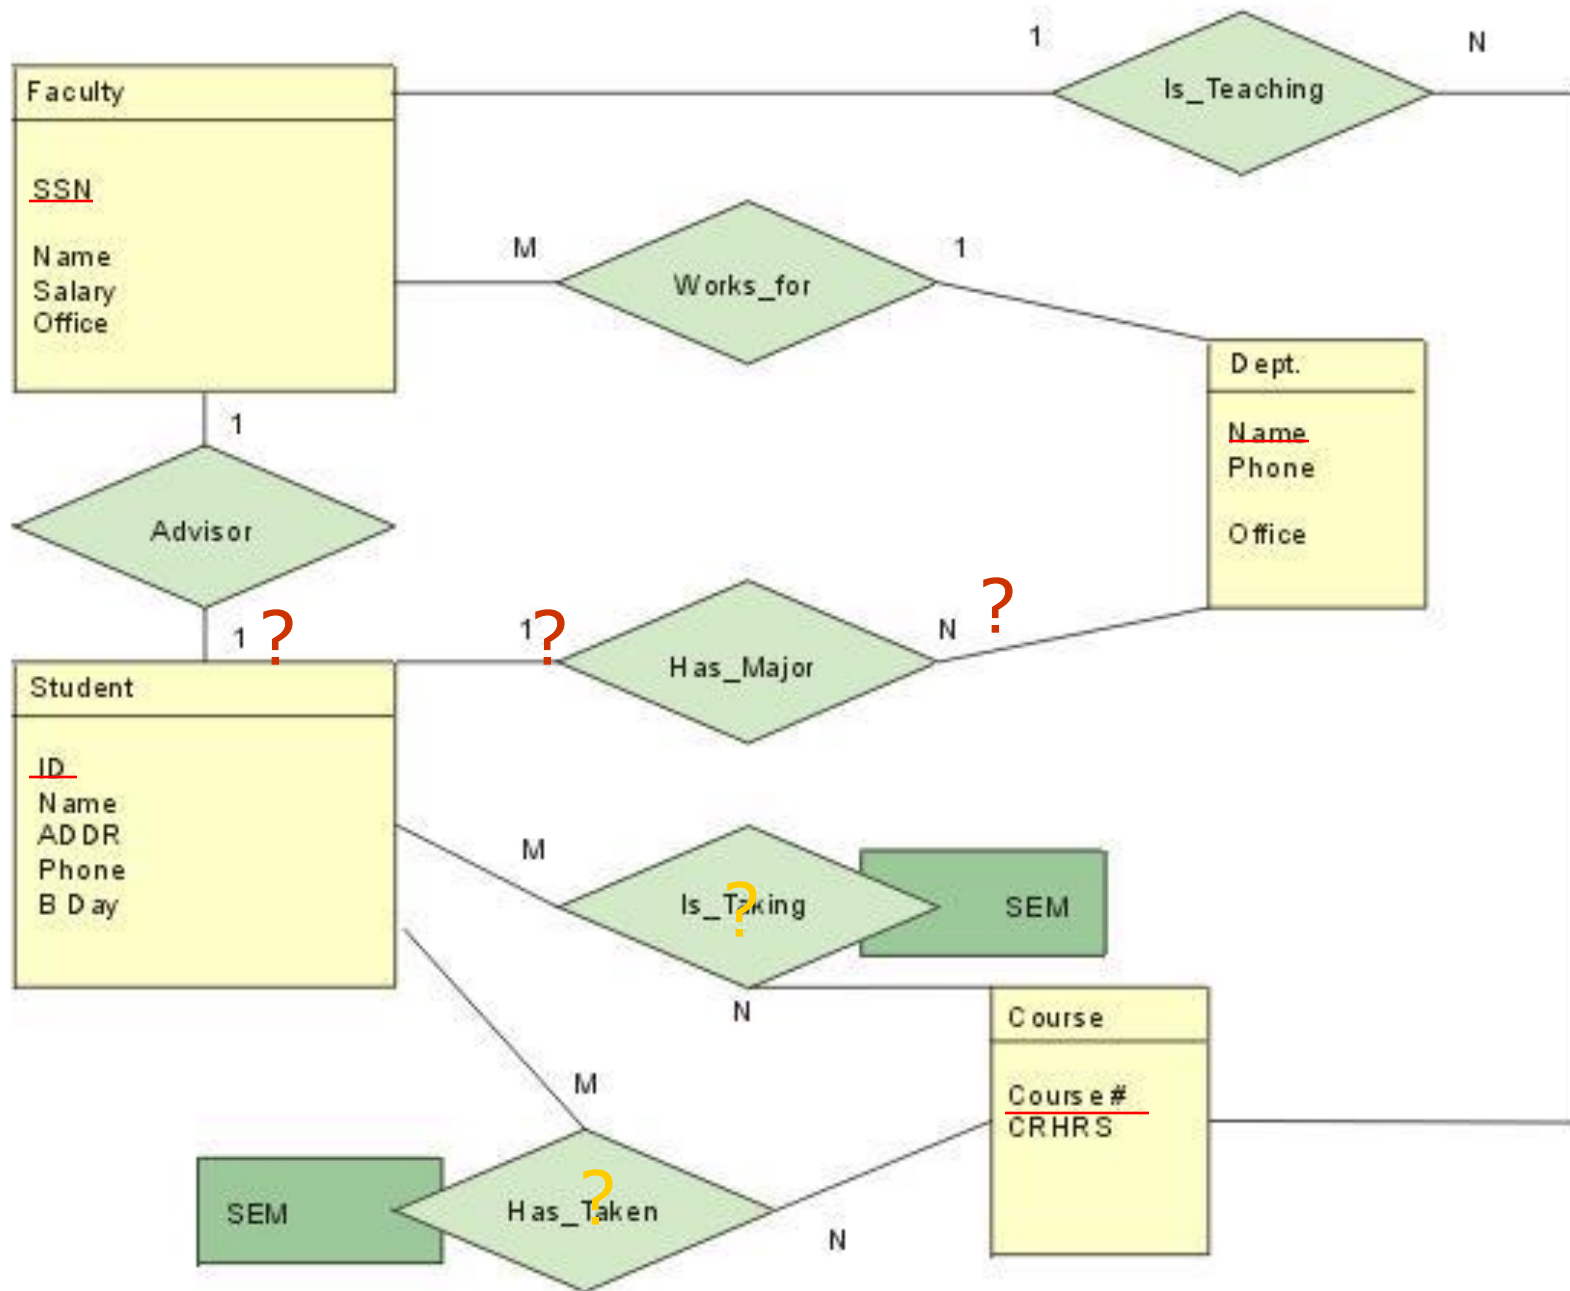 1
N
Is_Teaching
Faculty
SSN
Name
Salary
Office
M
1
Works_for
Dept.
Name
Phone
Office
1
Advisor
1 ?
1 ?
N ?
Has_Major
Student
ID
Name
ADDR
Phone
B Day
M
Is_Taking
?
SEM
N
Course
Course#
CRHRS
M
SEM
Has_Taken
?
N